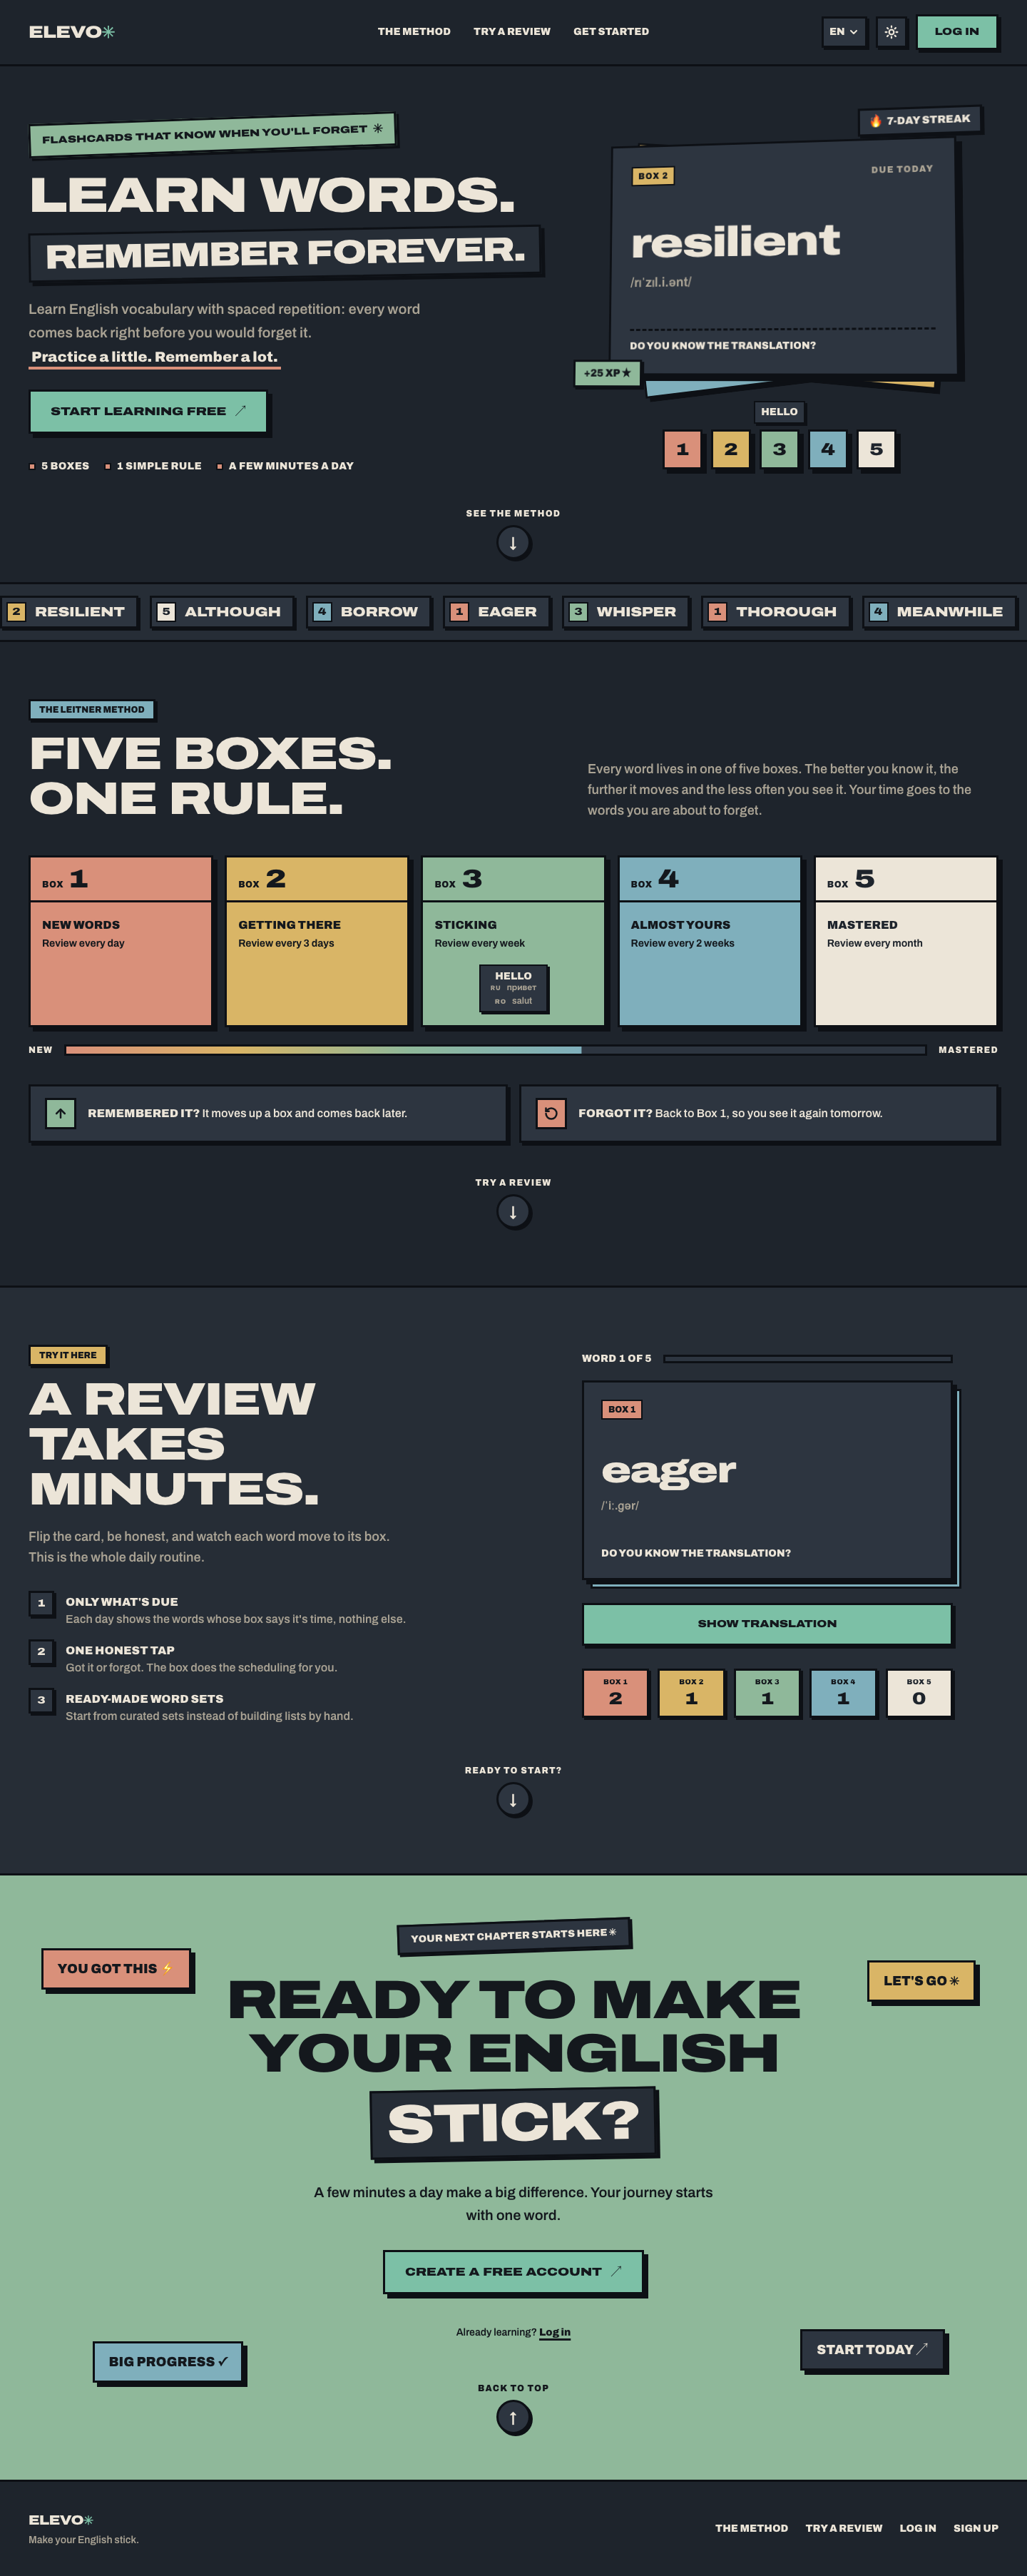 ELEVO✳
THE METHOD TRY A REVIEW GET STARTED
EN
LOG IN
FLASHCARDS THAT KNOW WHEN YOU'LL FORGET ✳
LEARN WORDS.
REMEMBER FOREVER.
Learn English vocabulary with spaced repetition: every word
comes back right before you would forget it.
Practice a little. Remember a lot.
START LEARNING FREE ↗
5 BOXES 1 SIMPLE RULE A FEW MINUTES A DAY
🔥 7-DAY STREAK
BOX 2
DUE TODAY
resilient
/rɪˈzɪl.i.ənt/
DO YOU KNOW THE TRANSLATION?
+25 XP ★
HELLO
1 2 3 4 5
SEE THE METHOD
↓
2 RESILIENT 5 ALTHOUGH 4 BORROW 1 EAGER 3 WHISPER 1 THOROUGH 4 MEANWHILE
THE LEITNER METHOD
FIVE BOXES.
ONE RULE.
Every word lives in one of five boxes. The better you know it, the
further it moves and the less often you see it. Your time goes to the
words you are about to forget.
BOX 1
NEW WORDS
Review every day
BOX 2
GETTING THERE
Review every 3 days
BOX 3
STICKING
Review every week
HELLO
RU привет
RO salut
BOX 4
ALMOST YOURS
Review every 2 weeks
BOX 5
MASTERED
Review every month
NEW
MASTERED
REMEMBERED IT? It moves up a box and comes back later.
FORGOT IT? Back to Box 1, so you see it again tomorrow.
TRY A REVIEW
↓
TRY IT HERE
A REVIEW
TAKES
MINUTES.
Flip the card, be honest, and watch each word move to its box.
This is the whole daily routine.
1 ONLY WHAT'S DUE
Each day shows the words whose box says it's time, nothing else.
2 ONE HONEST TAP
Got it or forgot. The box does the scheduling for you.
3 READY-MADE WORD SETS
Start from curated sets instead of building lists by hand.
WORD 1 OF 5
BOX 1
eager
/ˈiː.ɡər/
DO YOU KNOW THE TRANSLATION?
SHOW TRANSLATION
BOX 1 BOX 2 BOX 3 BOX 4 BOX 5
2 1 1 1 0
READY TO START?
↓
YOUR NEXT CHAPTER STARTS HERE ✳
YOU GOT THIS ⚡
LET'S GO ✳
READY TO MAKE
YOUR ENGLISH
STICK?
A few minutes a day make a big difference. Your journey starts
with one word.
CREATE A FREE ACCOUNT ↗
Already learning? Log in
BIG PROGRESS ✓
START TODAY ↗
BACK TO TOP
↑
ELEVO✳
Make your English stick.
THE METHOD TRY A REVIEW LOG IN SIGN UP